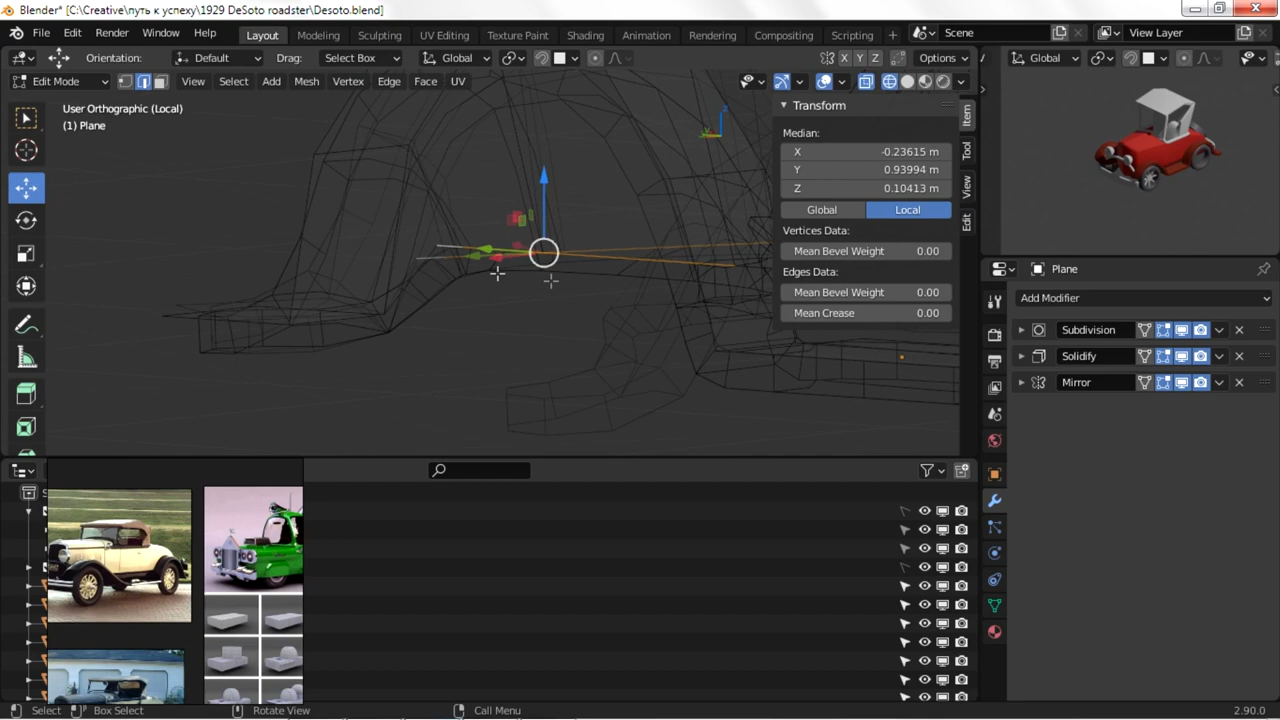 Blender* [C:\Creative\путь к успеху\1929 DeSoto roadster\Desoto.blend]
File Edit Render Window Help Layout Modeling Sculpting UV Editing Texture Paint Shading Animation Rendering Compositing Scripting + Scene View Layer
Orientation: Default Drag: Select Box Global X Y Z Options Global
Edit Mode View Select Add Mesh Vertex Edge Face UV
User Orthographic (Local)
(1) Plane
Transform
Median:
X -0.23615 m
Y 0.93994 m
Z 0.10413 m
Global Local
Vertices Data:
Mean Bevel Weight 0.00
Edges Data:
Mean Bevel Weight 0.00
Mean Crease 0.00
Item
Tool
View
Edit
Plane
Add Modifier
Subdivision
Solidify
Mirror
Select Box Select Rotate View Call Menu 2.90.0